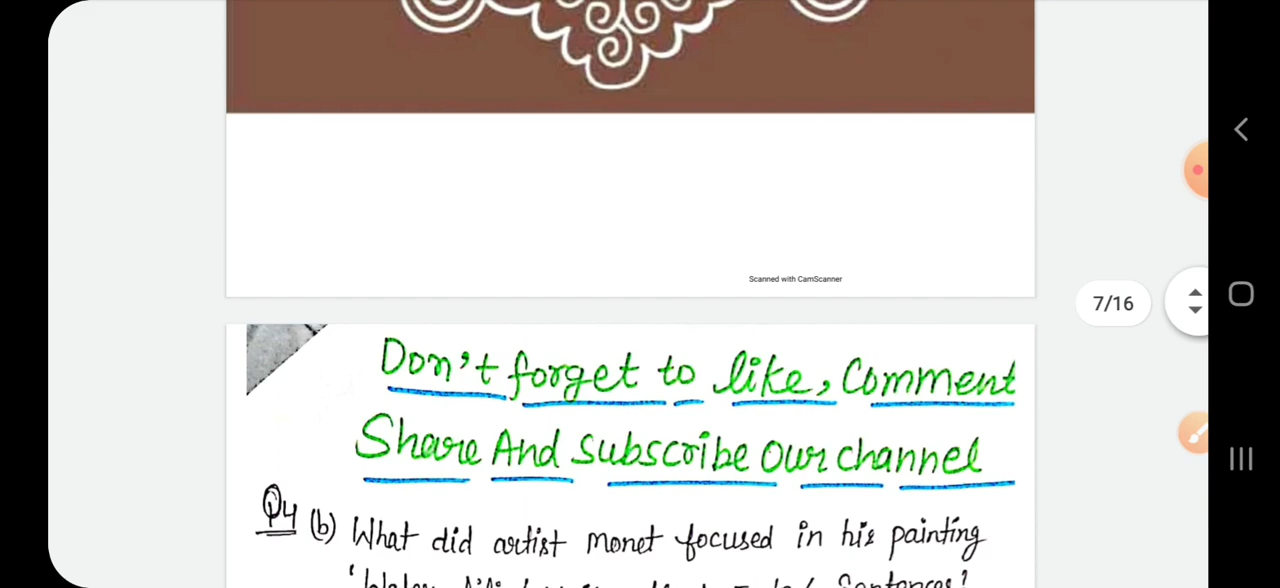 Scanned with CamScanner
7/16
Don't forget to like, Comment
Share And Subscribe Our channel
Q4 (b) What did artist monet focused in his painting